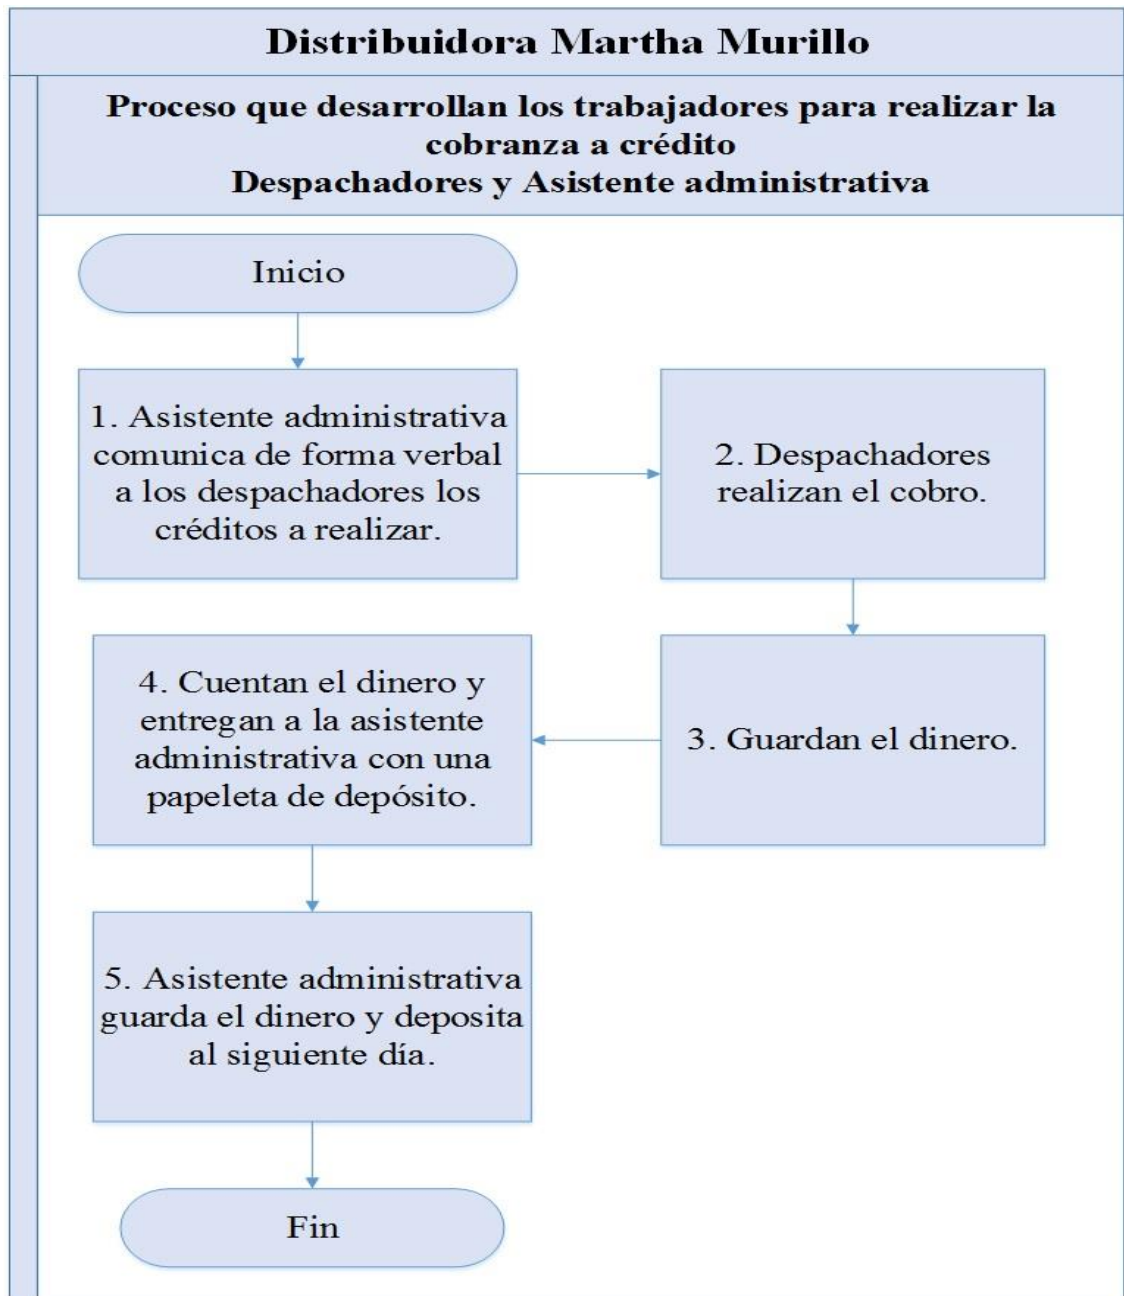 Distribuidora Martha Murillo
Proceso que desarrollan los trabajadores para realizar la
cobranza a crédito
Despachadores y Asistente administrativa
Inicio
1. Asistente administrativa
comunica de forma verbal
a los despachadores los
créditos a realizar.
2. Despachadores
realizan el cobro.
3. Guardan el dinero.
4. Cuentan el dinero y
entregan a la asistente
administrativa con una
papeleta de depósito.
5. Asistente administrativa
guarda el dinero y deposita
al siguiente día.
Fin